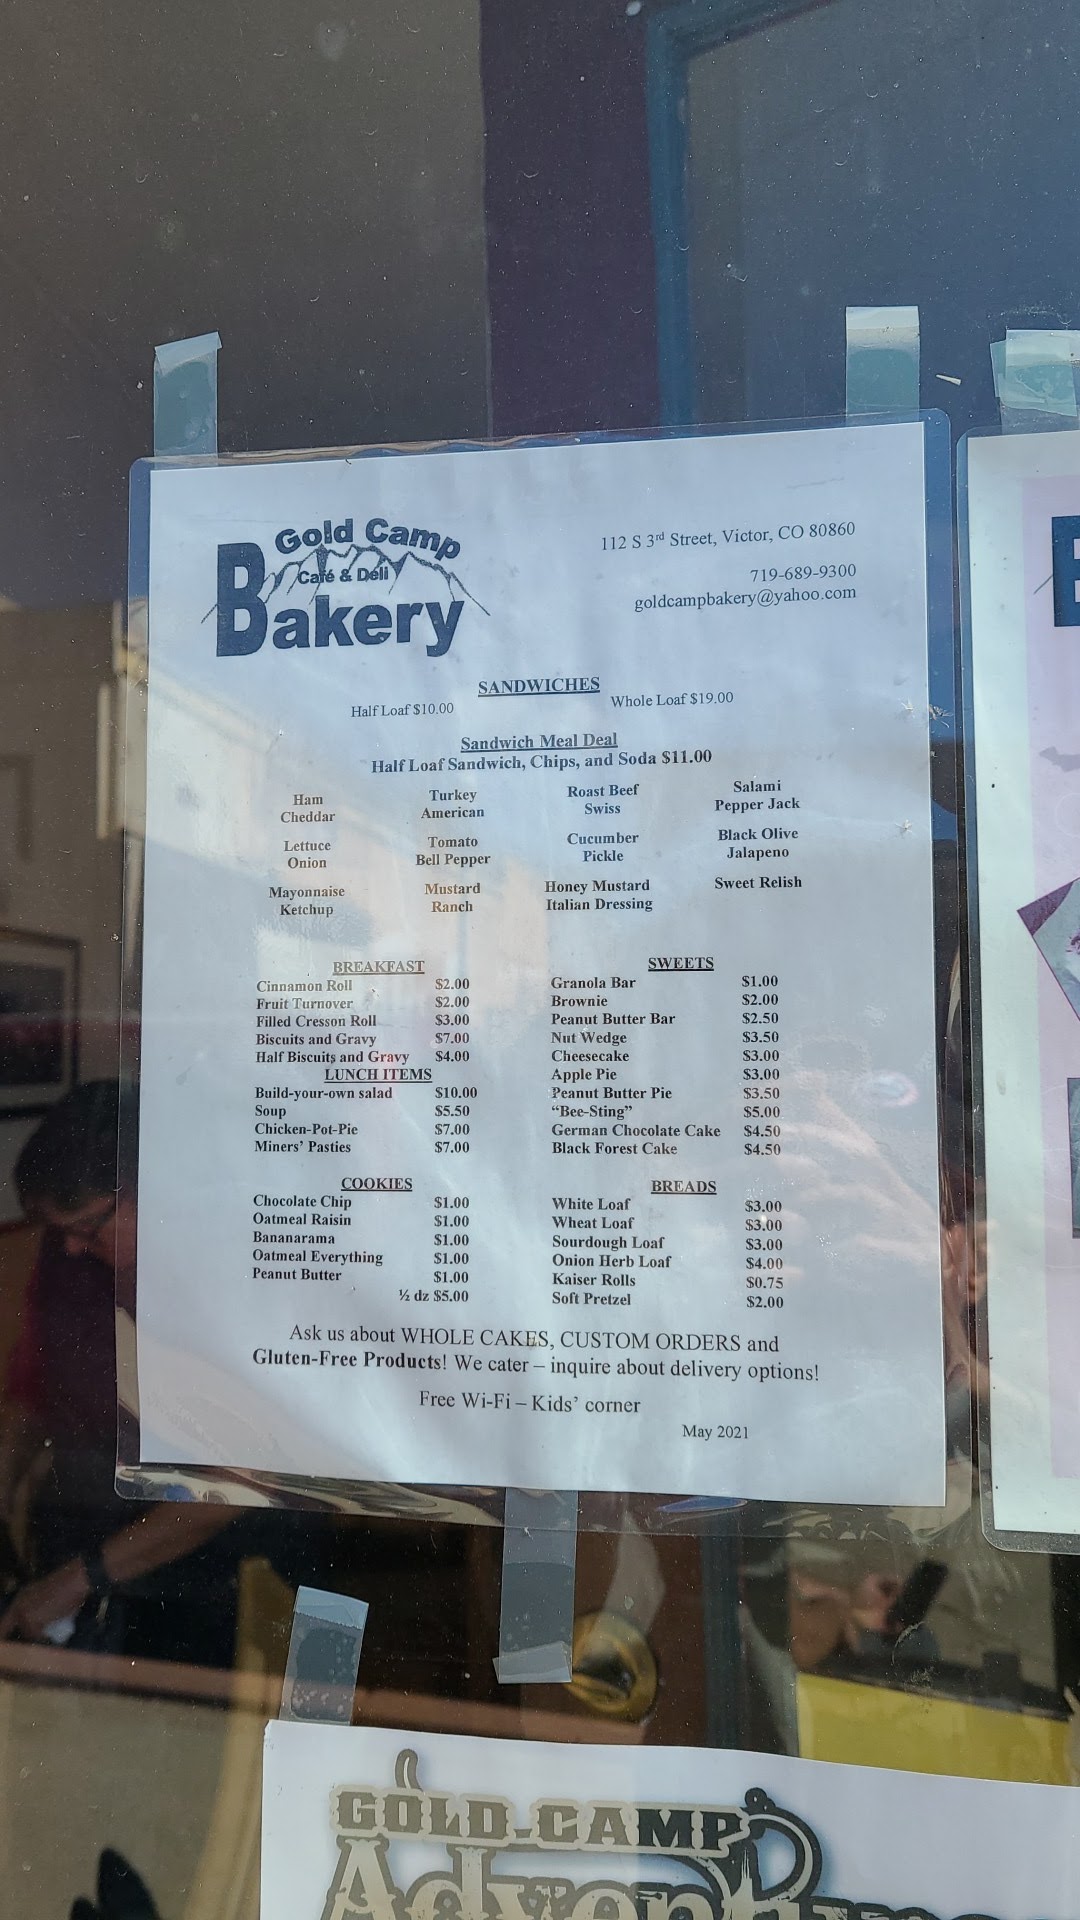 Gold Camp
Café & Deli
Bakery
112 S 3rd Street, Victor, CO 80860
719-689-9300
goldcampbakery@yahoo.com
SANDWICHES
Half Loaf $10.00 Whole Loaf $19.00
Sandwich Meal Deal
Half Loaf Sandwich, Chips, and Soda $11.00
Ham Turkey Roast Beef Salami
Cheddar American Swiss Pepper Jack
Lettuce Tomato Cucumber Black Olive
Onion Bell Pepper Pickle Jalapeno
Mayonnaise Mustard Honey Mustard Sweet Relish
Ketchup Ranch Italian Dressing
BREAKFAST
Cinnamon Roll $2.00
Fruit Turnover $2.00
Filled Cresson Roll $3.00
Biscuits and Gravy $7.00
Half Biscuits and Gravy $4.00
LUNCH ITEMS
Build-your-own salad $10.00
Soup $5.50
Chicken-Pot-Pie $7.00
Miners' Pasties $7.00
SWEETS
Granola Bar $1.00
Brownie $2.00
Peanut Butter Bar $2.50
Nut Wedge $3.50
Cheesecake $3.00
Apple Pie $3.00
Peanut Butter Pie $3.50
“Bee-Sting” $5.00
German Chocolate Cake $4.50
Black Forest Cake $4.50
COOKIES
Chocolate Chip $1.00
Oatmeal Raisin $1.00
Bananarama $1.00
Oatmeal Everything $1.00
Peanut Butter $1.00
½ dz $5.00
BREADS
White Loaf $3.00
Wheat Loaf $3.00
Sourdough Loaf $3.00
Onion Herb Loaf $4.00
Kaiser Rolls $0.75
Soft Pretzel $2.00
Ask us about WHOLE CAKES, CUSTOM ORDERS and
Gluten-Free Products! We cater – inquire about delivery options!
Free Wi-Fi – Kids' corner
May 2021
GOLD CAMP